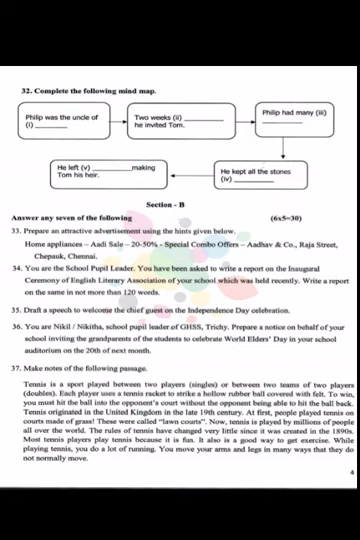 32. Complete the following mind map.
Philip was the uncle of
(i) ________
Two weeks (ii) ________
he invited Tom.
Philip had many (iii)
________
He left (v) ________making
Tom his heir.
He kept all the stones
(iv) ________
Section - B
Answer any seven of the following (6x5=30)
33. Prepare an attractive advertisement using the hints given below.
Home appliances – Aadi Sale – 20-50% - Special Combo Offers – Aadhav & Co., Raja Street,
Chepauk, Chennai.
34. You are the School Pupil Leader. You have been asked to write a report on the Inaugural
Ceremony of English Literary Association of your school which was held recently. Write a report
on the same in not more than 120 words.
35. Draft a speech to welcome the chief guest on the Independence Day celebration.
36. You are Nikil / Nikitha, school pupil leader of GHSS, Trichy. Prepare a notice on behalf of your
school inviting the grandparents of the students to celebrate World Elders' Day in your school
auditorium on the 20th of next month.
37. Make notes of the following passage.
Tennis is a sport played between two players (singles) or between two teams of two players
(doubles). Each player uses a tennis racket to strike a hollow rubber ball covered with felt. To win,
you must hit the ball into the opponent's court without the opponent being able to hit the ball back.
Tennis originated in the United Kingdom in the late 19th century. At first, people played tennis on
courts made of grass! These were called "lawn courts". Now, tennis is played by millions of people
all over the world. The rules of tennis have changed very little since it was created in the 1890s.
Most tennis players play tennis because it is fun. It also is a good way to get exercise. While
playing tennis, you do a lot of running. You move your arms and legs in many ways that they do
not normally move.
4